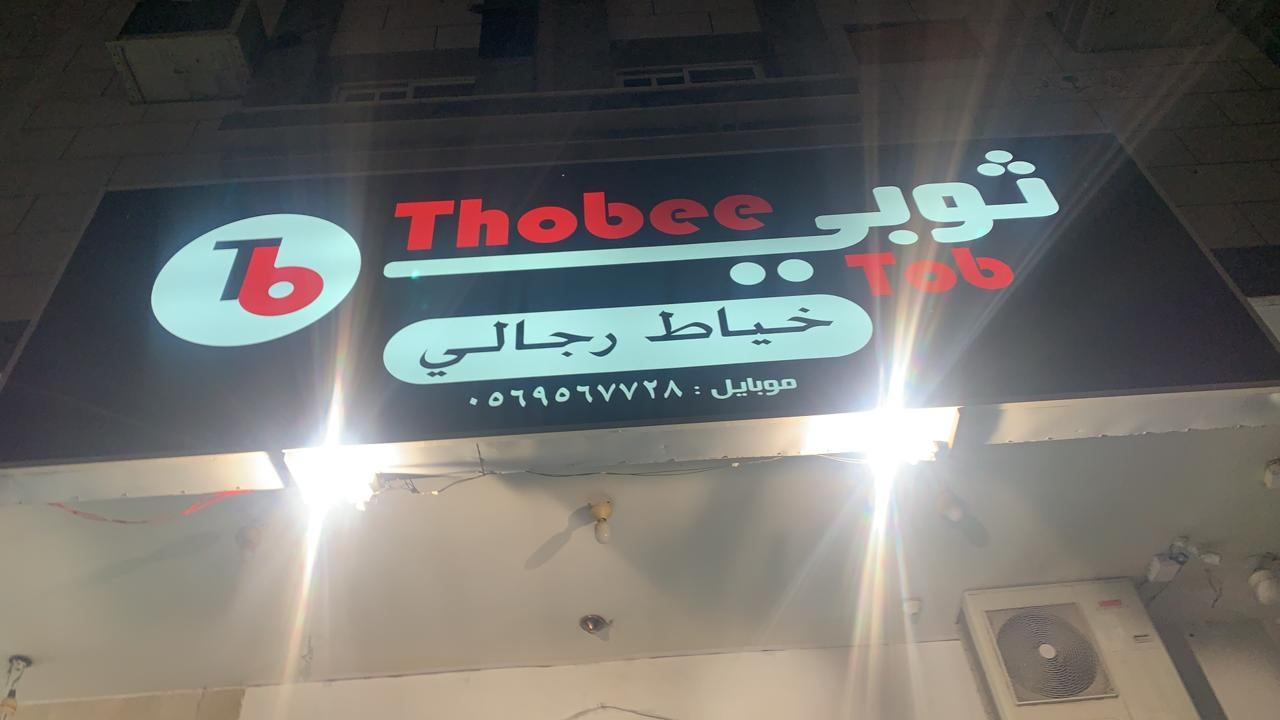 Tb
Thobee ثوبي
Tob
خياط رجالي
موبايل : ٠٥٦٩٥٦٧٧٢٨